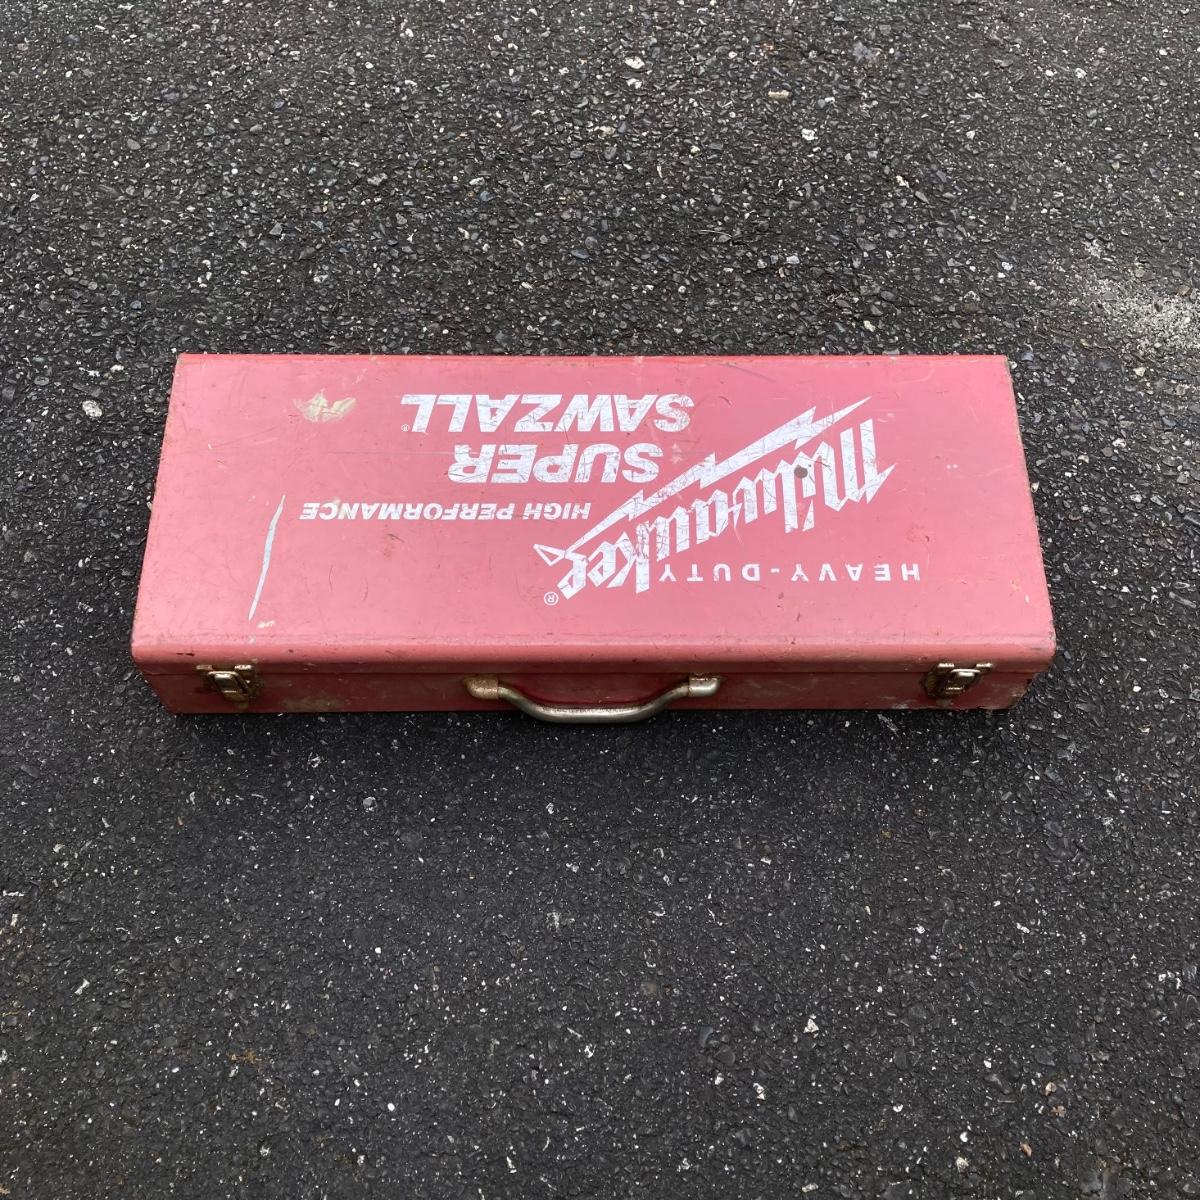 HEAVY-DUTY
Milwaukee®
HIGH PERFORMANCE
SUPER
SAWZALL®